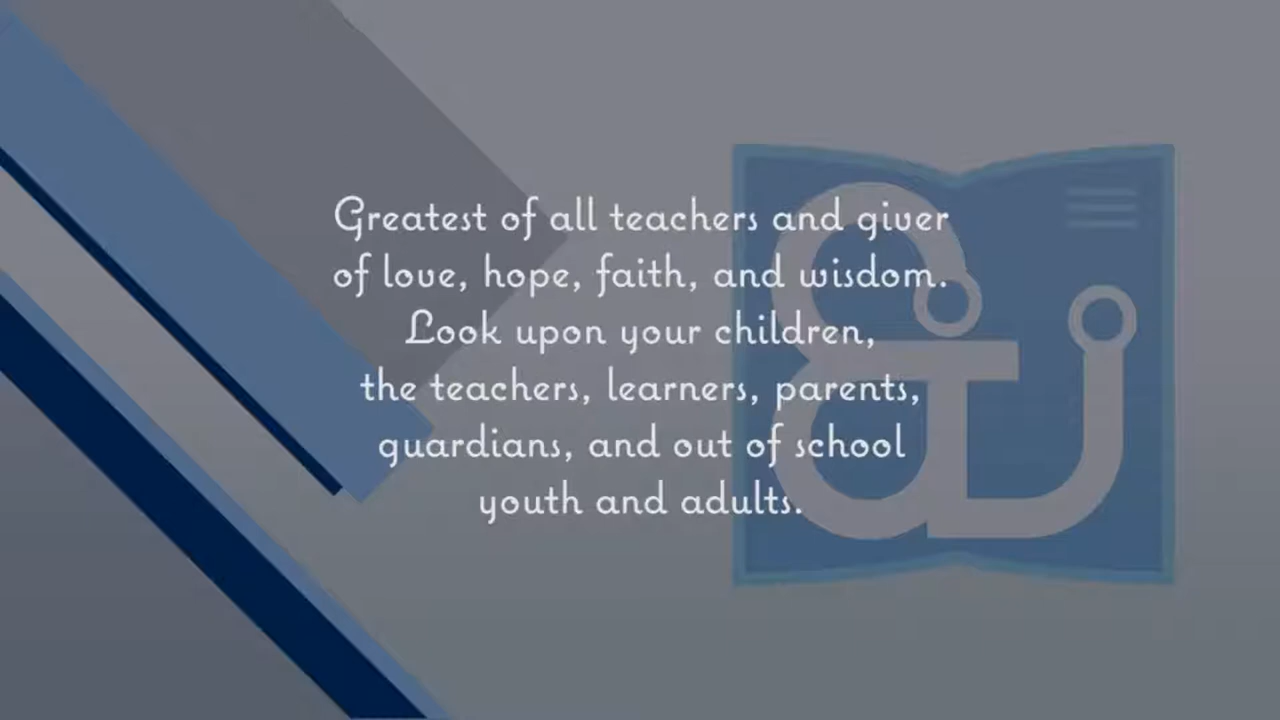 Greatest of all teachers and giver
of love, hope, faith, and wisdom.
Look upon your children,
the teachers, learners, parents,
guardians, and out of school
youth and adults.